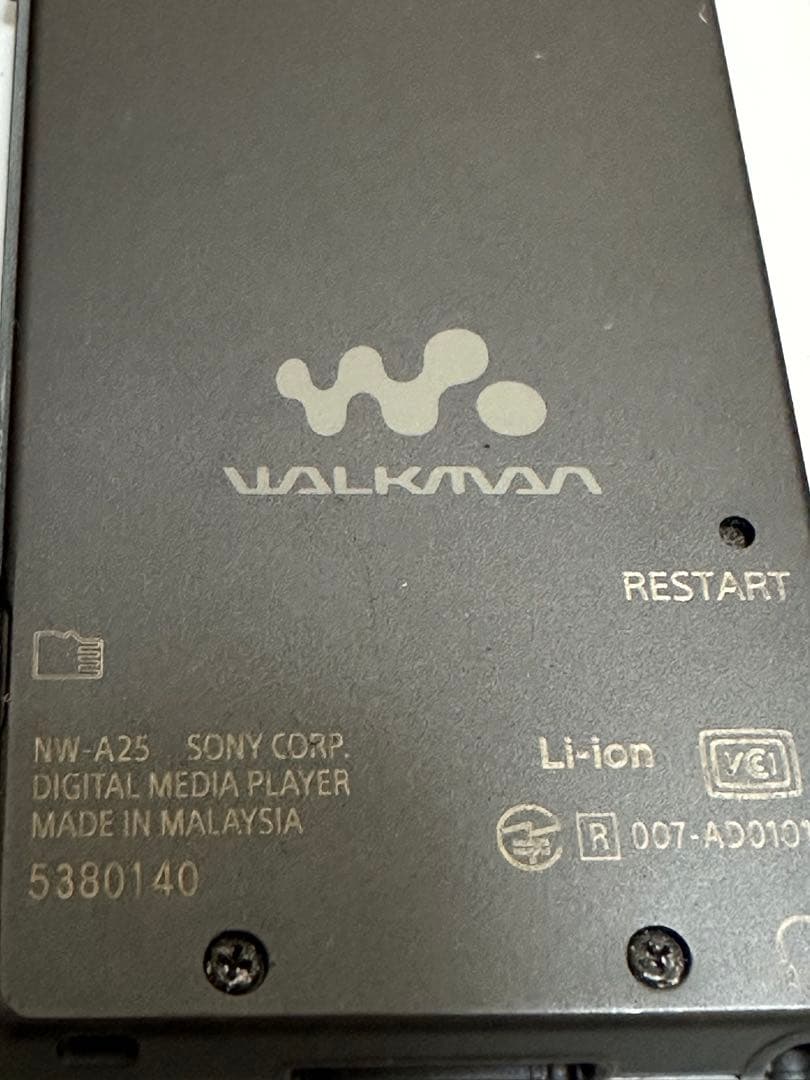 WALKMAN
RESTART
NW-A25 SONY CORP.
DIGITAL MEDIA PLAYER
MADE IN MALAYSIA
5380140
Li-ion
VCI
R 007-AD0101